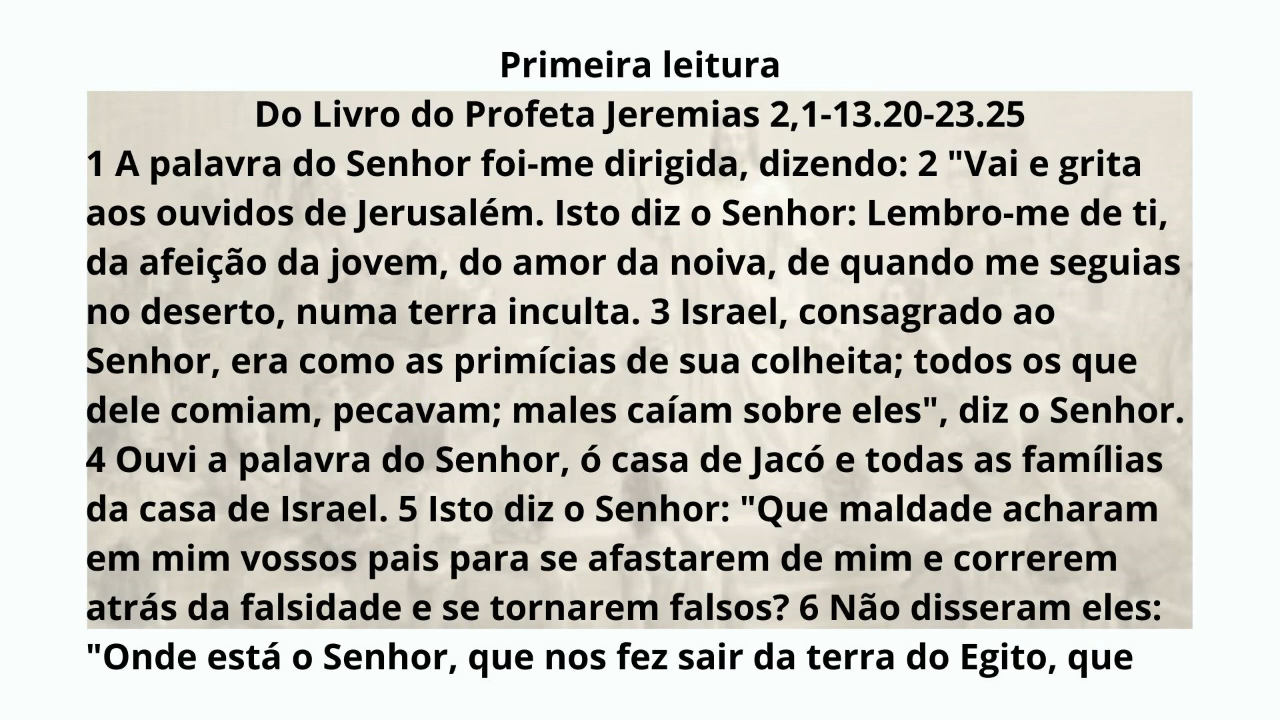 Primeira leitura
Do Livro do Profeta Jeremias 2,1-13.20-23.25
1 A palavra do Senhor foi-me dirigida, dizendo: 2 "Vai e grita
aos ouvidos de Jerusalém. Isto diz o Senhor: Lembro-me de ti,
da afeição da jovem, do amor da noiva, de quando me seguias
no deserto, numa terra inculta. 3 Israel, consagrado ao
Senhor, era como as primícias de sua colheita; todos os que
dele comiam, pecavam; males caíam sobre eles", diz o Senhor.
4 Ouvi a palavra do Senhor, ó casa de Jacó e todas as famílias
da casa de Israel. 5 Isto diz o Senhor: "Que maldade acharam
em mim vossos pais para se afastarem de mim e correrem
atrás da falsidade e se tornarem falsos? 6 Não disseram eles:
"Onde está o Senhor, que nos fez sair da terra do Egito, que